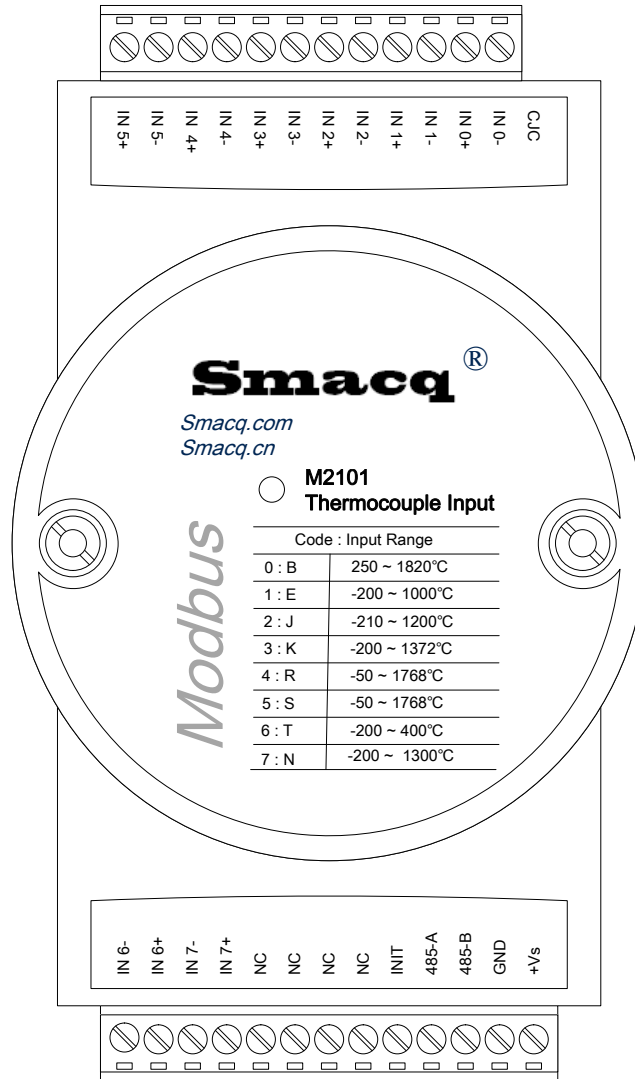 IN 5+ IN 5- IN 4+ IN 4- IN 3+ IN 3- IN 2+ IN 2- IN 1+ IN 1- IN 0+ IN 0- CJC
Smacq ®
Smacq.com
Smacq.cn
M2101
Thermocouple Input
Modbus
Code : Input Range
0 : B 250 ~ 1820℃
1 : E -200 ~ 1000℃
2 : J -210 ~ 1200℃
3 : K -200 ~ 1372℃
4 : R -50 ~ 1768℃
5 : S -50 ~ 1768℃
6 : T -200 ~ 400℃
7 : N -200 ~ 1300℃
IN 6- IN 6+ IN 7- IN 7+ NC NC NC NC INIT 485-A 485-B GND +Vs